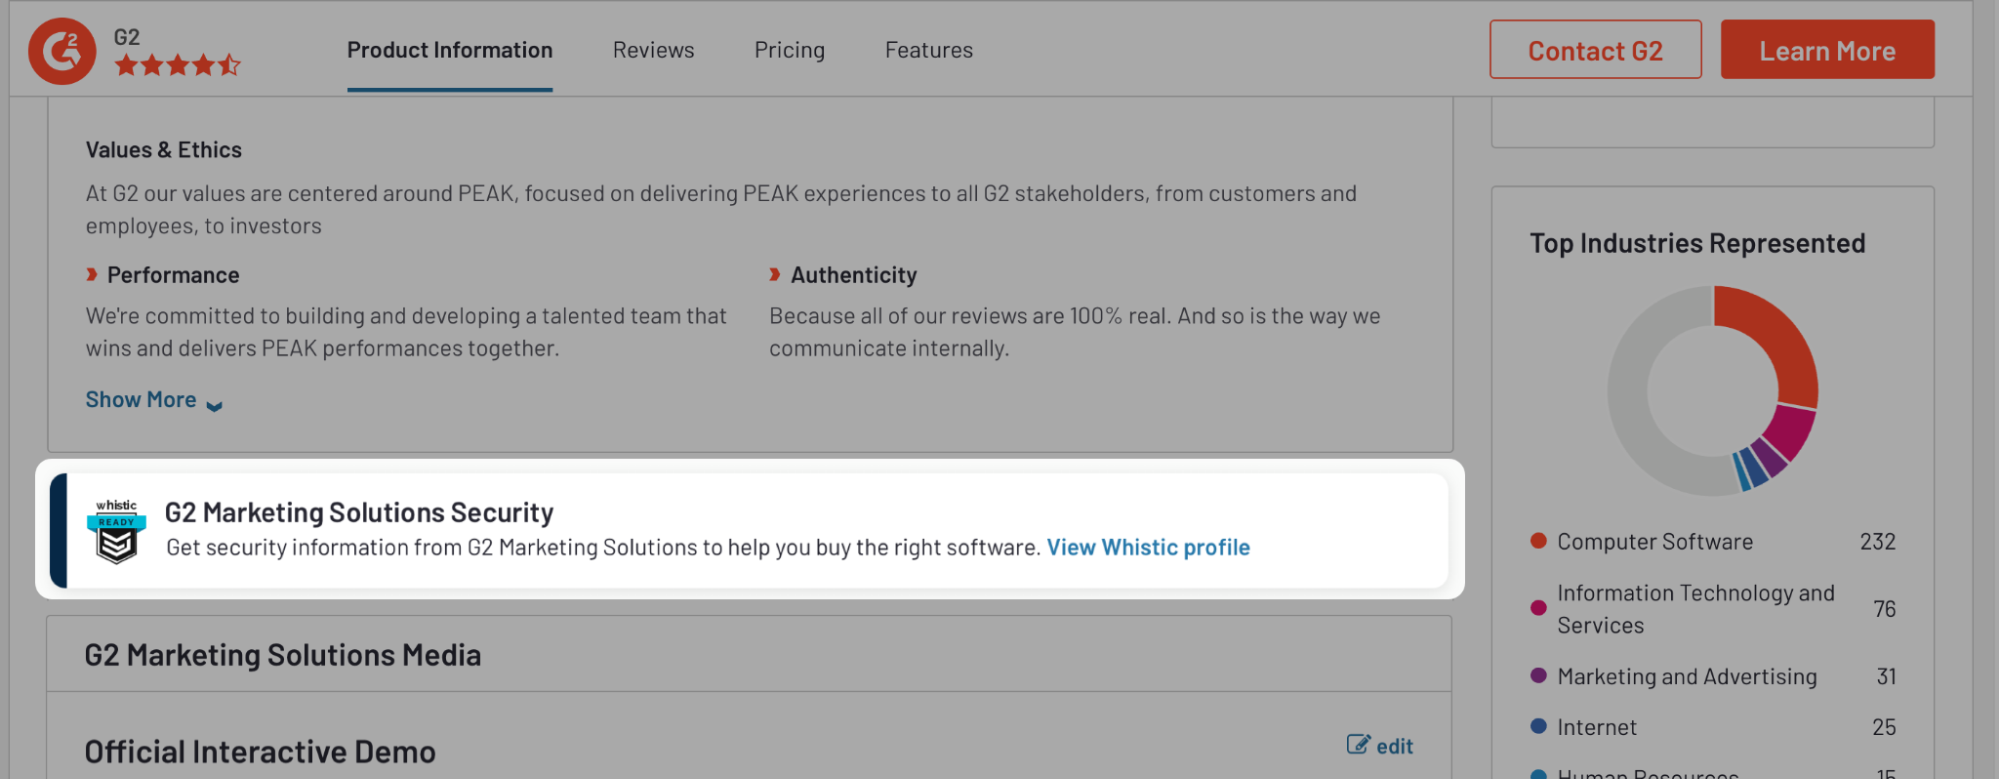 G2
Product Information
Reviews
Pricing
Features
Contact G2
Learn More
Values & Ethics
At G2 our values are centered around PEAK, focused on delivering PEAK experiences to all G2 stakeholders, from customers and
employees, to investors
Performance
We're committed to building and developing a talented team that
wins and delivers PEAK performances together.
Authenticity
Because all of our reviews are 100% real. And so is the way we
communicate internally.
Show More
whistic
READY
G2 Marketing Solutions Security
Get security information from G2 Marketing Solutions to help you buy the right software. View Whistic profile
G2 Marketing Solutions Media
Official Interactive Demo
edit
Top Industries Represented
Computer Software 232
Information Technology and
Services 76
Marketing and Advertising 31
Internet 25
Human Resources 15